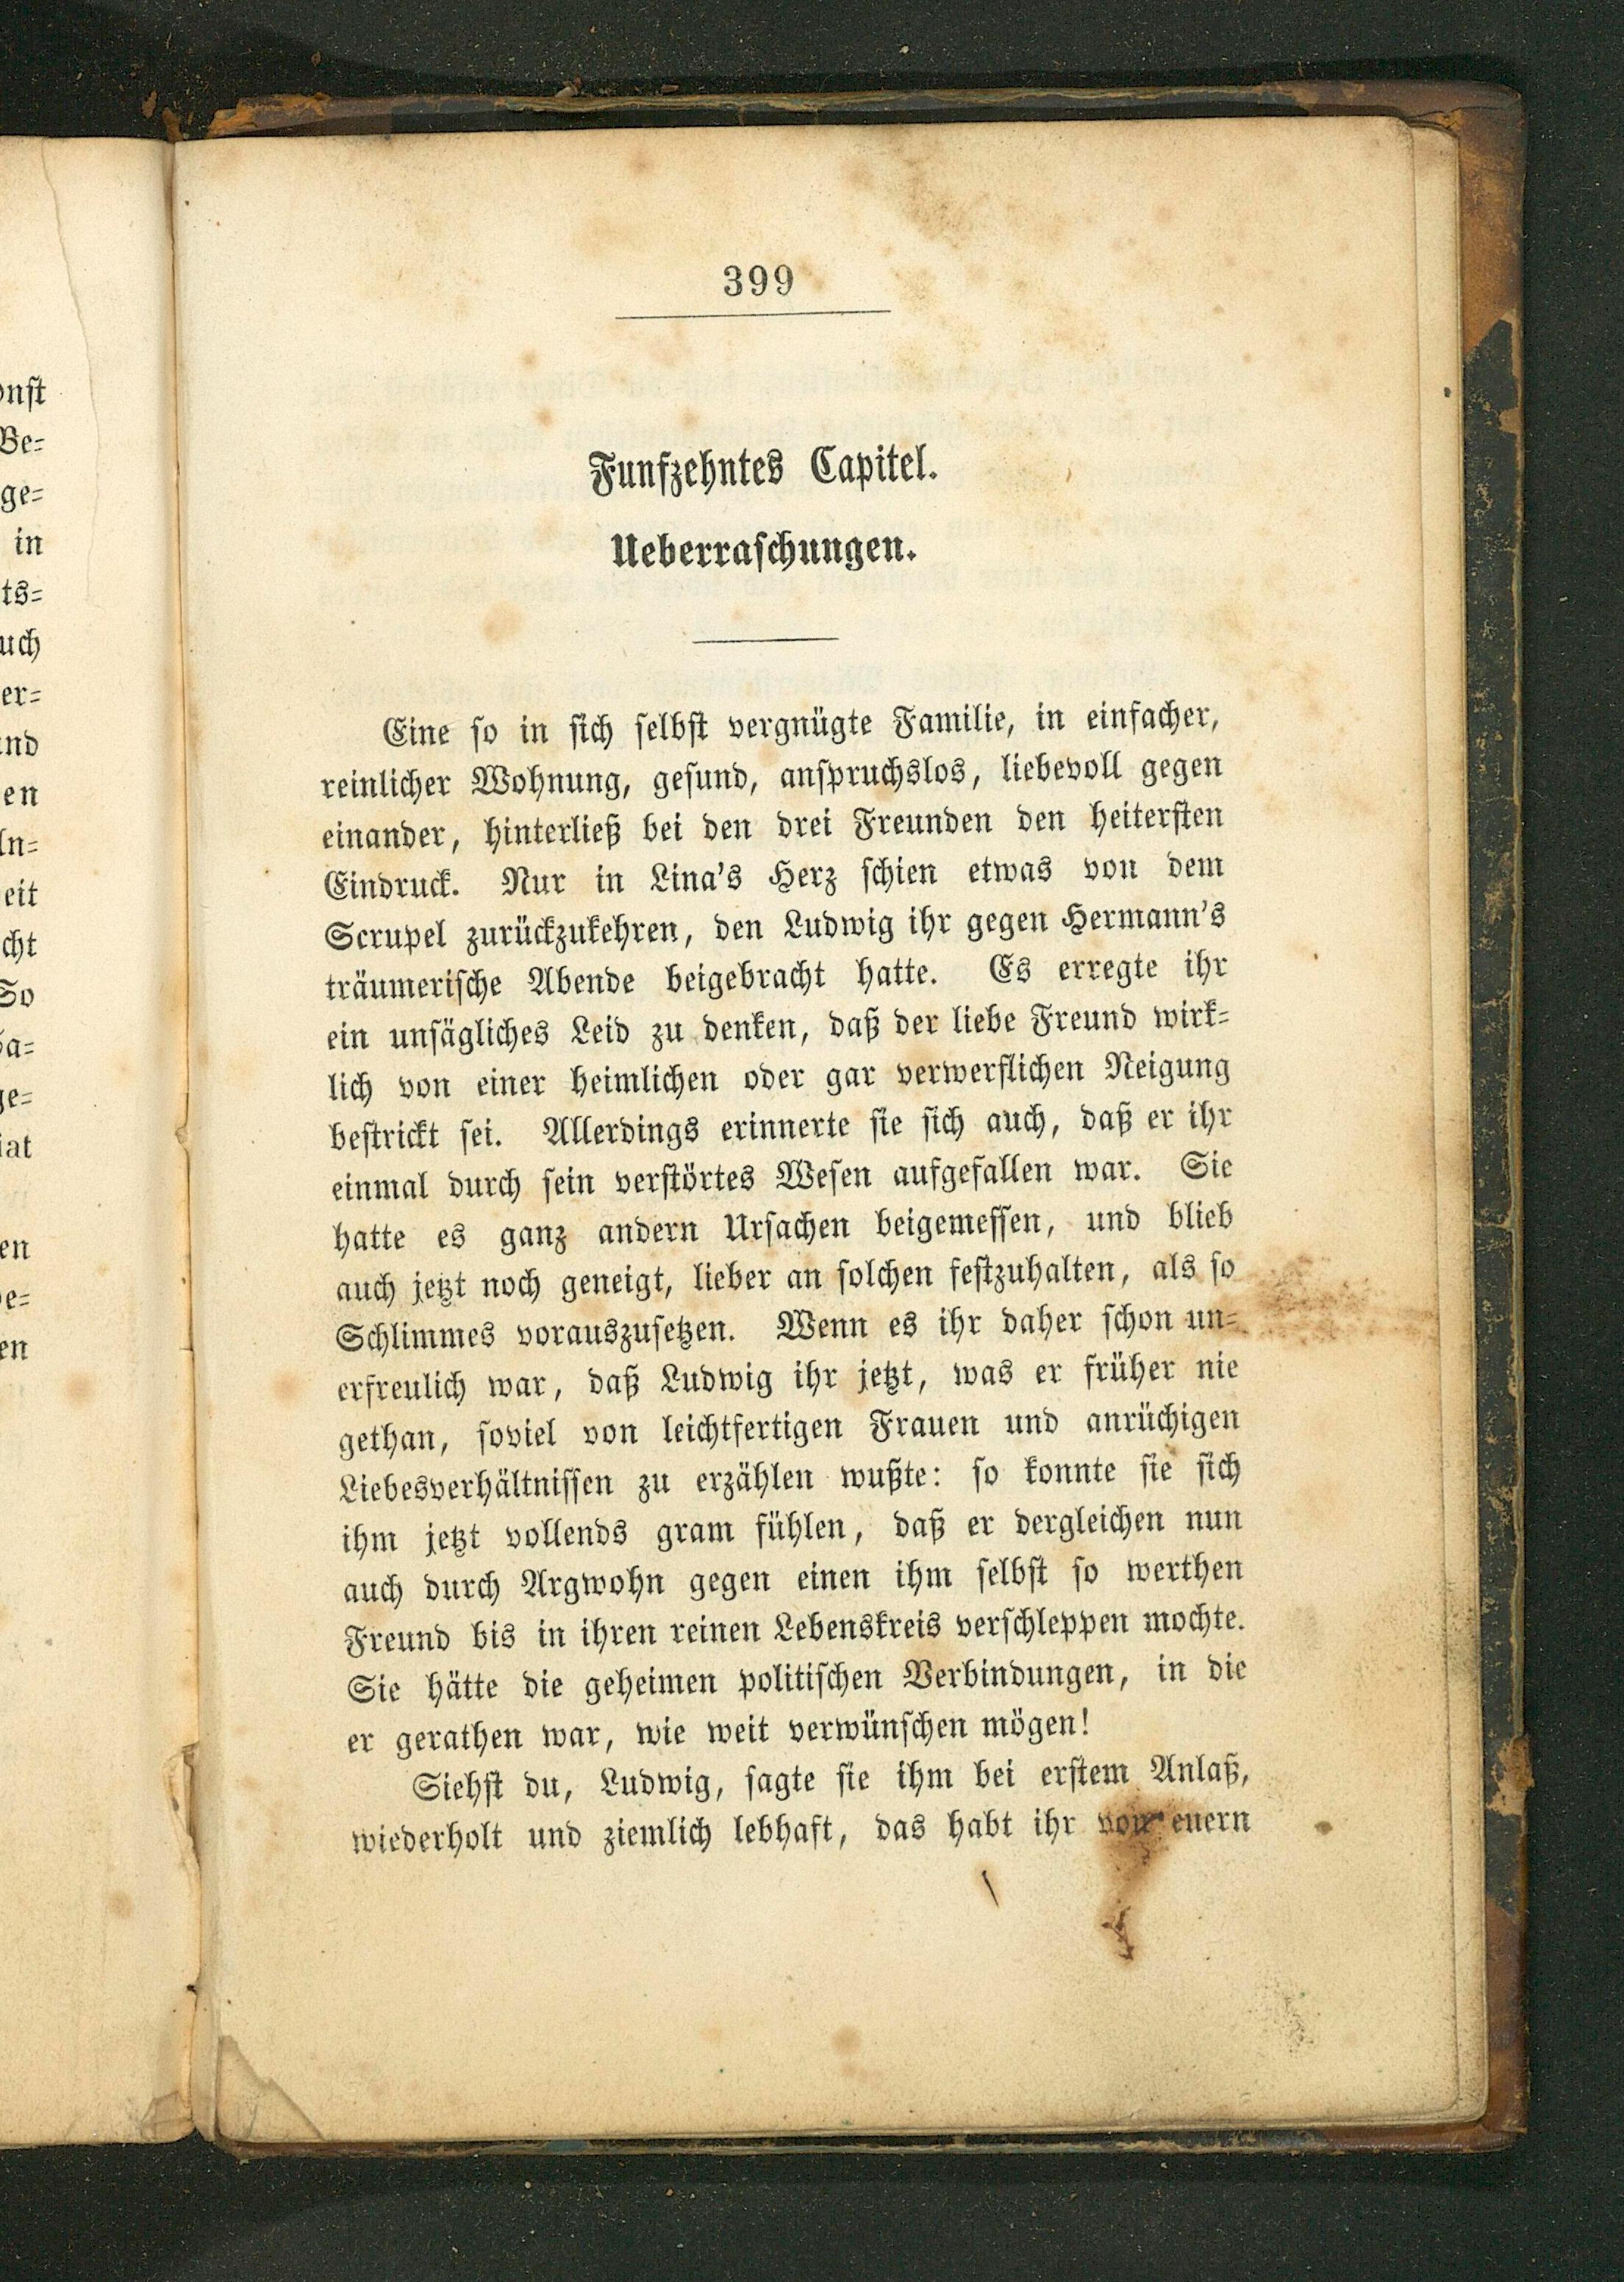 399
Funfzehntes Capitel.
Ueberraschungen.
Eine so in sich selbst vergnügte Familie, in einfacher,
reinlicher Wohnung, gesund, anspruchslos, liebevoll gegen
einander, hinterließ bei den drei Freunden den heitersten
Eindruck. Nur in Lina's Herz schien etwas von dem
Scrupel zurückzukehren, den Ludwig ihr gegen Hermann's
träumerische Abende beigebracht hatte. Es erregte ihr
ein unsägliches Leid zu denken, daß der liebe Freund wirk-
lich von einer heimlichen oder gar verwerflichen Neigung
bestrickt sei. Allerdings erinnerte sie sich auch, daß er ihr
einmal durch sein verstörtes Wesen aufgefallen war. Sie
hatte es ganz andern Ursachen beigemessen, und blieb
auch jetzt noch geneigt, lieber an solchen festzuhalten, als so
Schlimmes vorauszusetzen. Wenn es ihr daher schon un-
erfreulich war, daß Ludwig ihr jetzt, was er früher nie
gethan, soviel von leichtfertigen Frauen und anrüchigen
Liebesverhältnissen zu erzählen wußte: so konnte sie sich
ihm jetzt vollends gram fühlen, daß er dergleichen nun
auch durch Argwohn gegen einen ihm selbst so werthen
Freund bis in ihren reinen Lebenskreis verschleppen mochte.
Sie hätte die geheimen politischen Verbindungen, in die
er gerathen war, wie weit verwünschen mögen!
Siehst du, Ludwig, sagte sie ihm bei erstem Anlaß,
wiederholt und ziemlich lebhaft, das habt ihr von euern